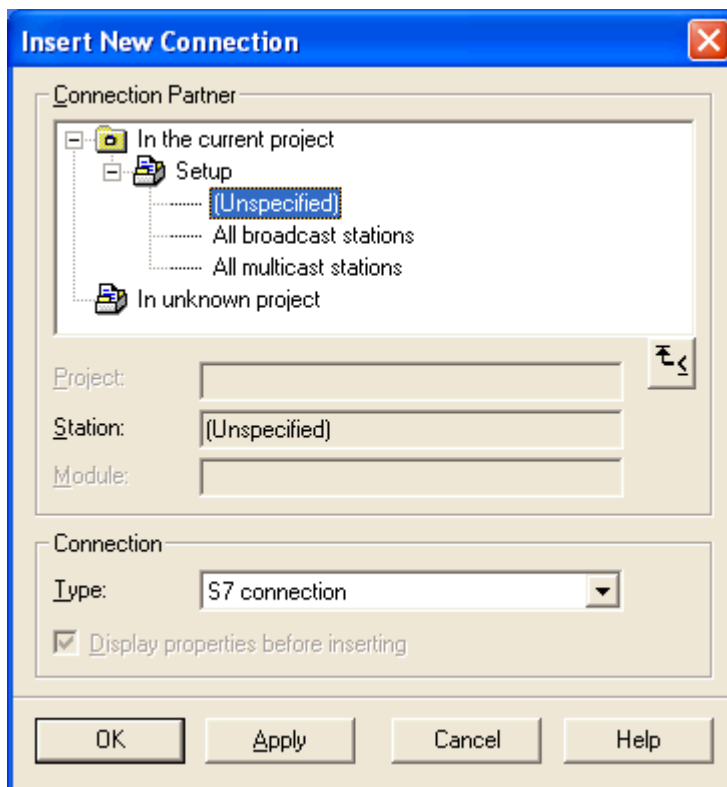 Insert New Connection
Connection Partner
In the current project
Setup
(Unspecified)
All broadcast stations
All multicast stations
In unknown project
Project:
Station: (Unspecified)
Module:
Connection
Type: S7 connection
Display properties before inserting
OK Apply Cancel Help